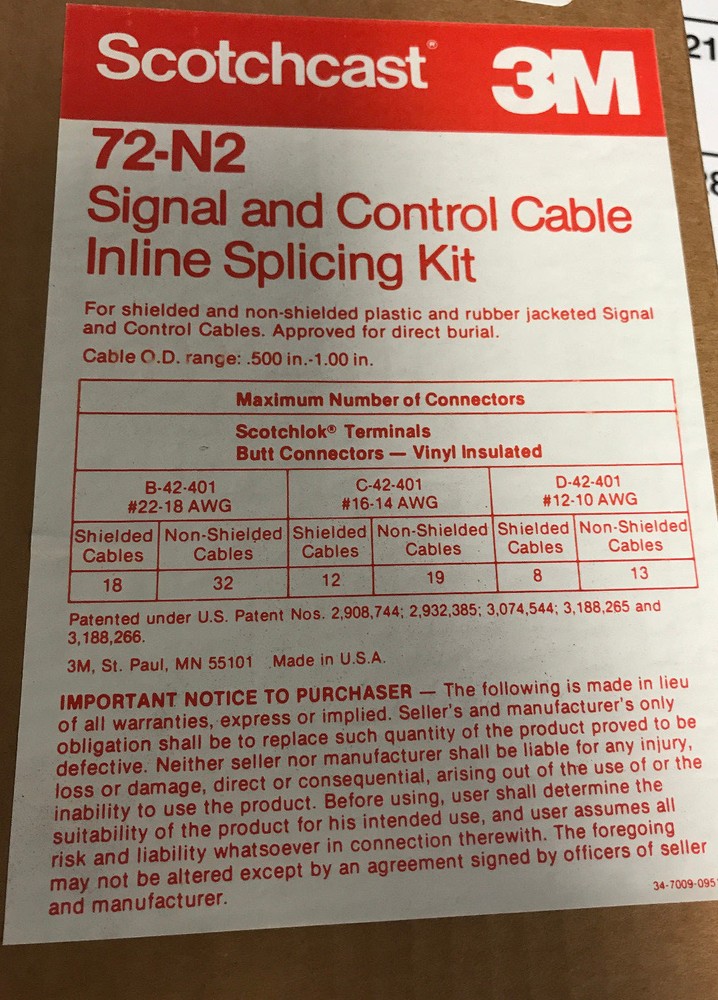 Scotchcast® 3M
72-N2
Signal and Control Cable
Inline Splicing Kit
For shielded and non-shielded plastic and rubber jacketed Signal
and Control Cables. Approved for direct burial.
Cable O.D. range: .500 in.-1.00 in.
Maximum Number of Connectors
Scotchlok® Terminals
Butt Connectors — Vinyl Insulated
B-42-401 C-42-401 D-42-401
#22-18 AWG #16-14 AWG #12-10 AWG
Shielded Non-Shielded Shielded Non-Shielded Shielded Non-Shielded
Cables Cables Cables Cables Cables Cables
18 32 12 19 8 13
Patented under U.S. Patent Nos. 2,908,744; 2,932,385; 3,074,544; 3,188,265 and
3,188,266.
3M, St. Paul, MN 55101 Made in U.S.A.
IMPORTANT NOTICE TO PURCHASER — The following is made in lieu
of all warranties, express or implied. Seller's and manufacturer's only
obligation shall be to replace such quantity of the product proved to be
defective. Neither seller nor manufacturer shall be liable for any injury,
loss or damage, direct or consequential, arising out of the use of or the
inability to use the product. Before using, user shall determine the
suitability of the product for his intended use, and user assumes all
risk and liability whatsoever in connection therewith. The foregoing
may not be altered except by an agreement signed by officers of seller
and manufacturer.
34-7009-095
21